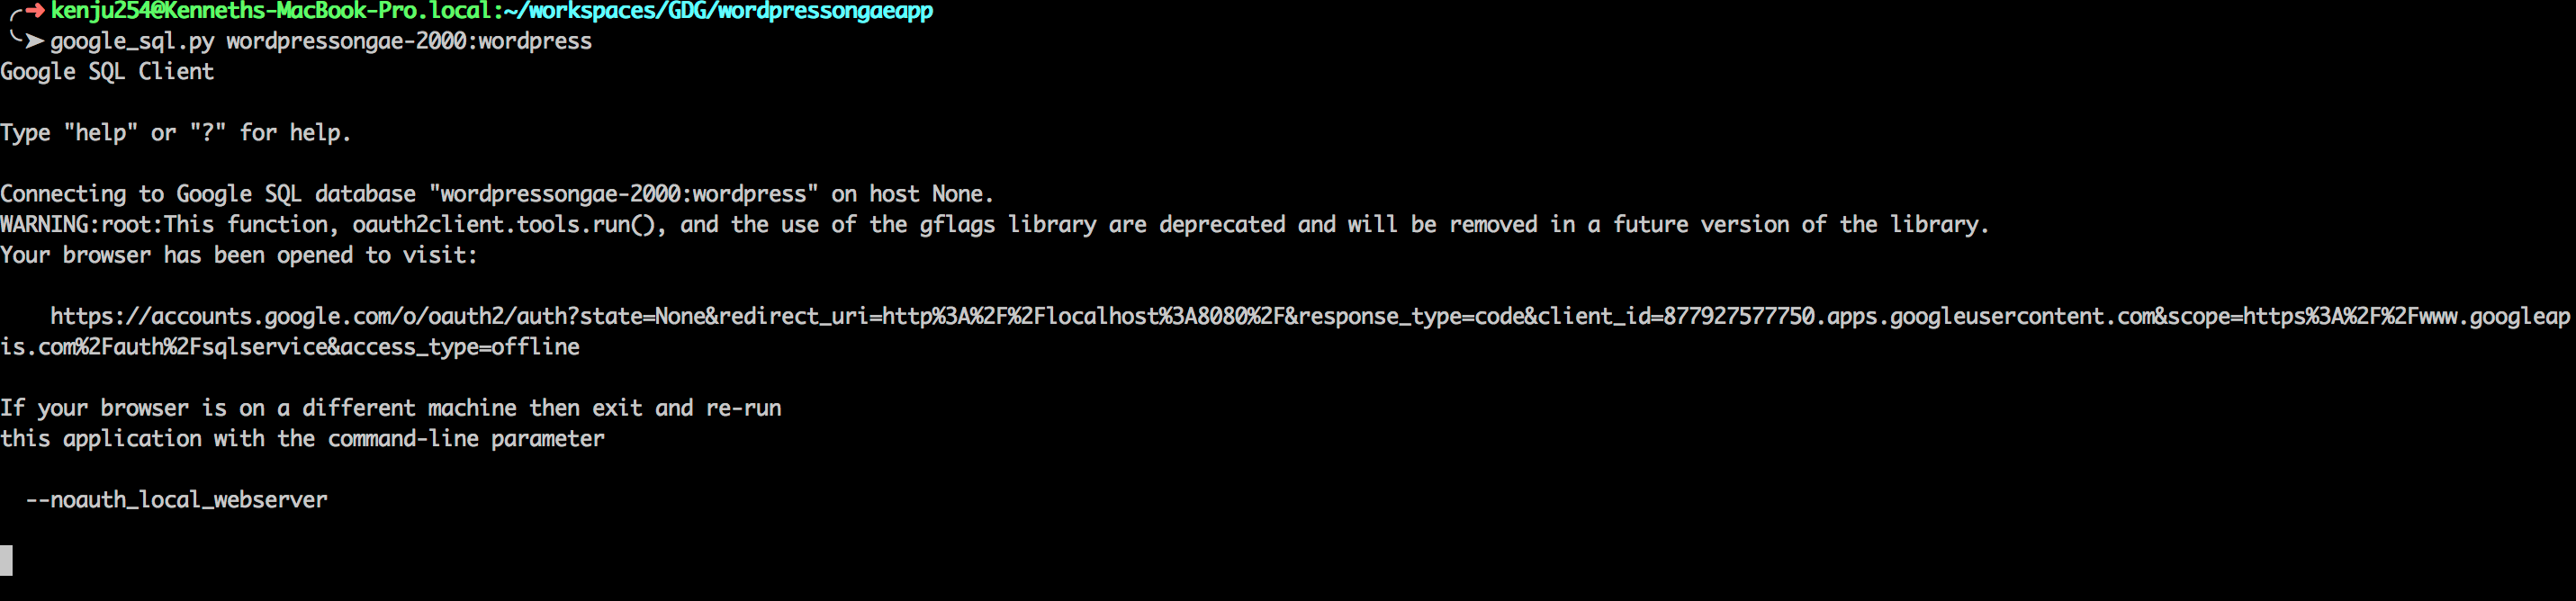 kenju254@Kenneths-MacBook-Pro.local:~/workspaces/GDG/wordpressongaeapp
google_sql.py wordpressongae-2000:wordpress
Google SQL Client
Type "help" or "?" for help.
Connecting to Google SQL database "wordpressongae-2000:wordpress" on host None.
WARNING:root:This function, oauth2client.tools.run(), and the use of the gflags library are deprecated and will be removed in a future version of the library.
Your browser has been opened to visit:
https://accounts.google.com/o/oauth2/auth?state=None&redirect_uri=http%3A%2F%2Flocalhost%3A8080%2F&response_type=code&client_id=877927577750.apps.googleusercontent.com&scope=https%3A%2F%2Fwww.googleap
is.com%2Fauth%2Fsqlservice&access_type=offline
If your browser is on a different machine then exit and re-run
this application with the command-line parameter
--noauth_local_webserver